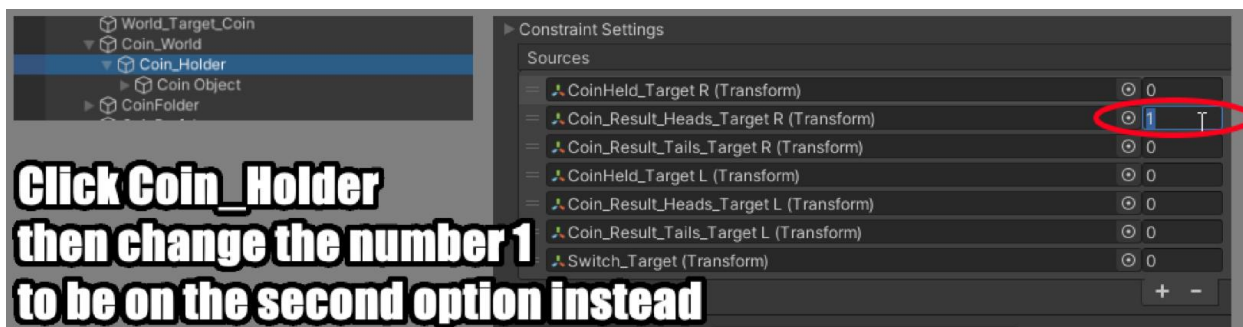 World_Target_Coin
Coin_World
Coin_Holder
Coin Object
CoinFolder
Constraint Settings
Sources
CoinHeld_Target R (Transform) 0
Coin_Result_Heads_Target R (Transform) 1
Coin_Result_Tails_Target R (Transform) 0
CoinHeld_Target L (Transform) 0
Coin_Result_Heads_Target L (Transform) 0
Coin_Result_Tails_Target L (Transform) 0
Switch_Target (Transform) 0
+ -
Click Coin_Holder
then change the number 1
to be on the second option instead